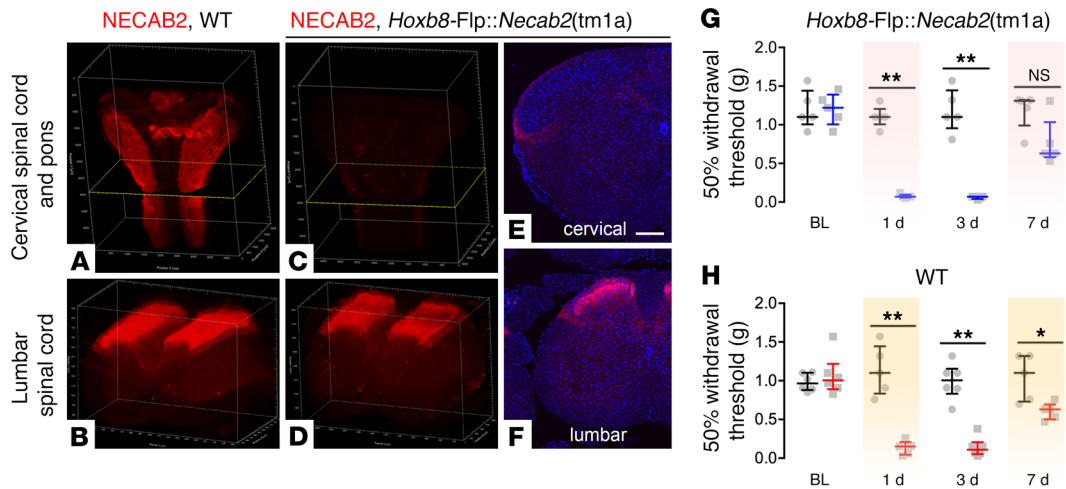 NECAB2, WT
NECAB2, Hoxb8-Flp::Necab2(tm1a)
Cervical spinal cord
and pons
A
C
E
cervical
Lumbar
spinal cord
B
D
F
lumbar
G
Hoxb8-Flp::Necab2(tm1a)
50% withdrawal
threshold (g)
2.0
1.5
1.0
0.5
0.0
**
**
NS
BL 1 d 3 d 7 d
H
WT
50% withdrawal
threshold (g)
2.0
1.5
1.0
0.5
0.0
**
**
*
BL 1 d 3 d 7 d